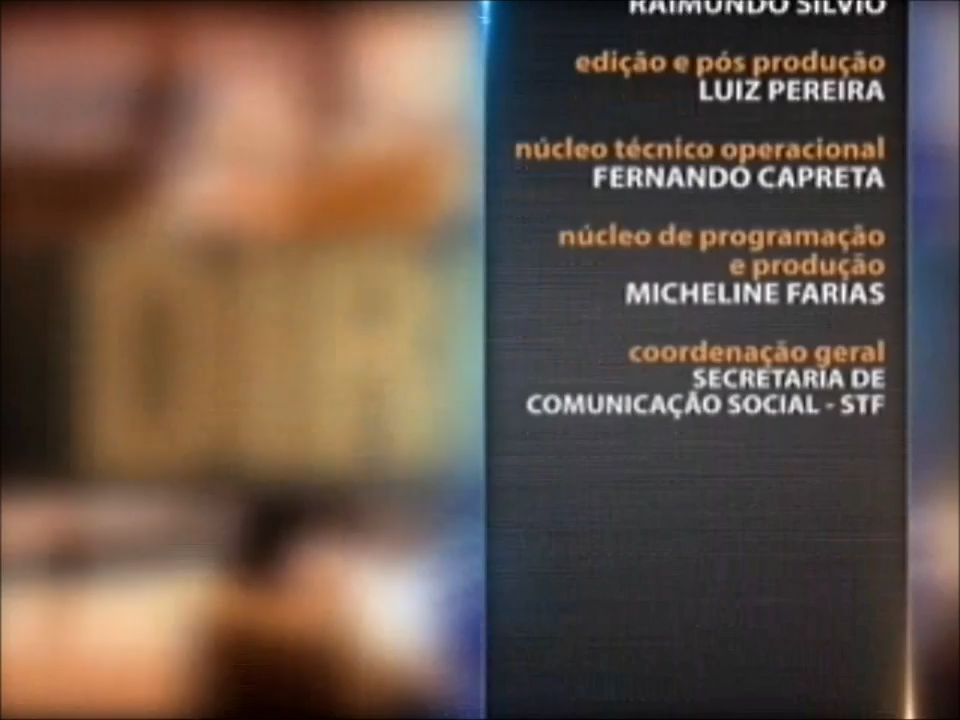 RAIMUNDO SILVIO
edição e pós produção
LUIZ PEREIRA
núcleo técnico operacional
FERNANDO CAPRETA
núcleo de programação
e produção
MICHELINE FARIAS
coordenação geral
SECRETARIA DE
COMUNICAÇÃO SOCIAL - STF